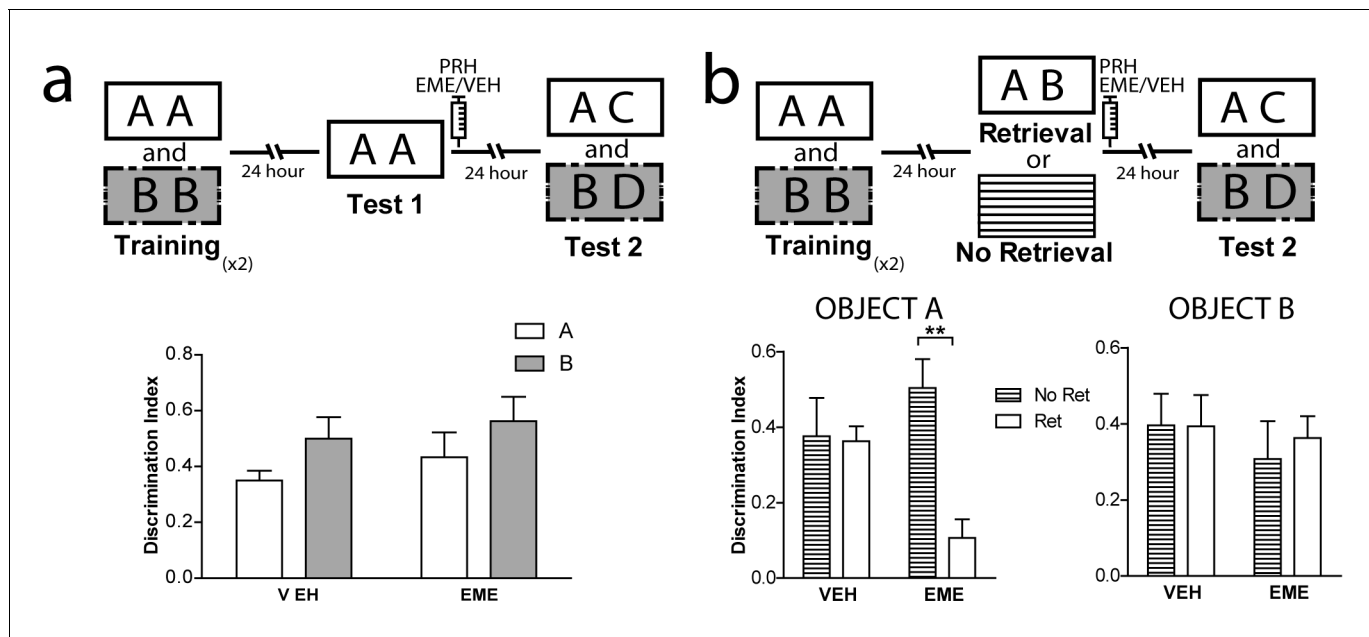 a
PRH
EME/VEH
A A
and
B B
Training (x2)
24 hour
A A
Test 1
24 hour
A C
and
B D
Test 2
A
B
Discrimination Index
0.8
0.6
0.4
0.2
0.0
V EH
EME
b
PRH
EME/VEH
A A
and
B B
Training (x2)
24 hour
A B
Retrieval
or
No Retrieval
24 hour
A C
and
B D
Test 2
OBJECT A
**
Discrimination Index
0.6
0.4
0.2
0.0
VEH
EME
No Ret
Ret
OBJECT B
0.6
0.4
0.2
0.0
VEH
EME